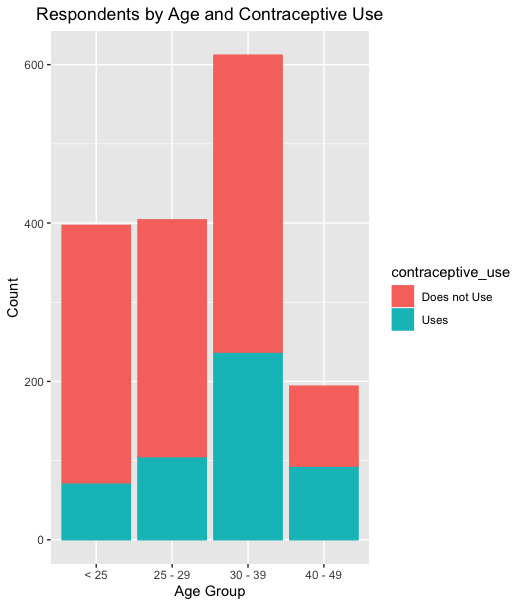 Respondents by Age and Contraceptive Use
600
400
200
0
Count
< 25
25 - 29
30 - 39
40 - 49
Age Group
contraceptive_use
Does not Use
Uses